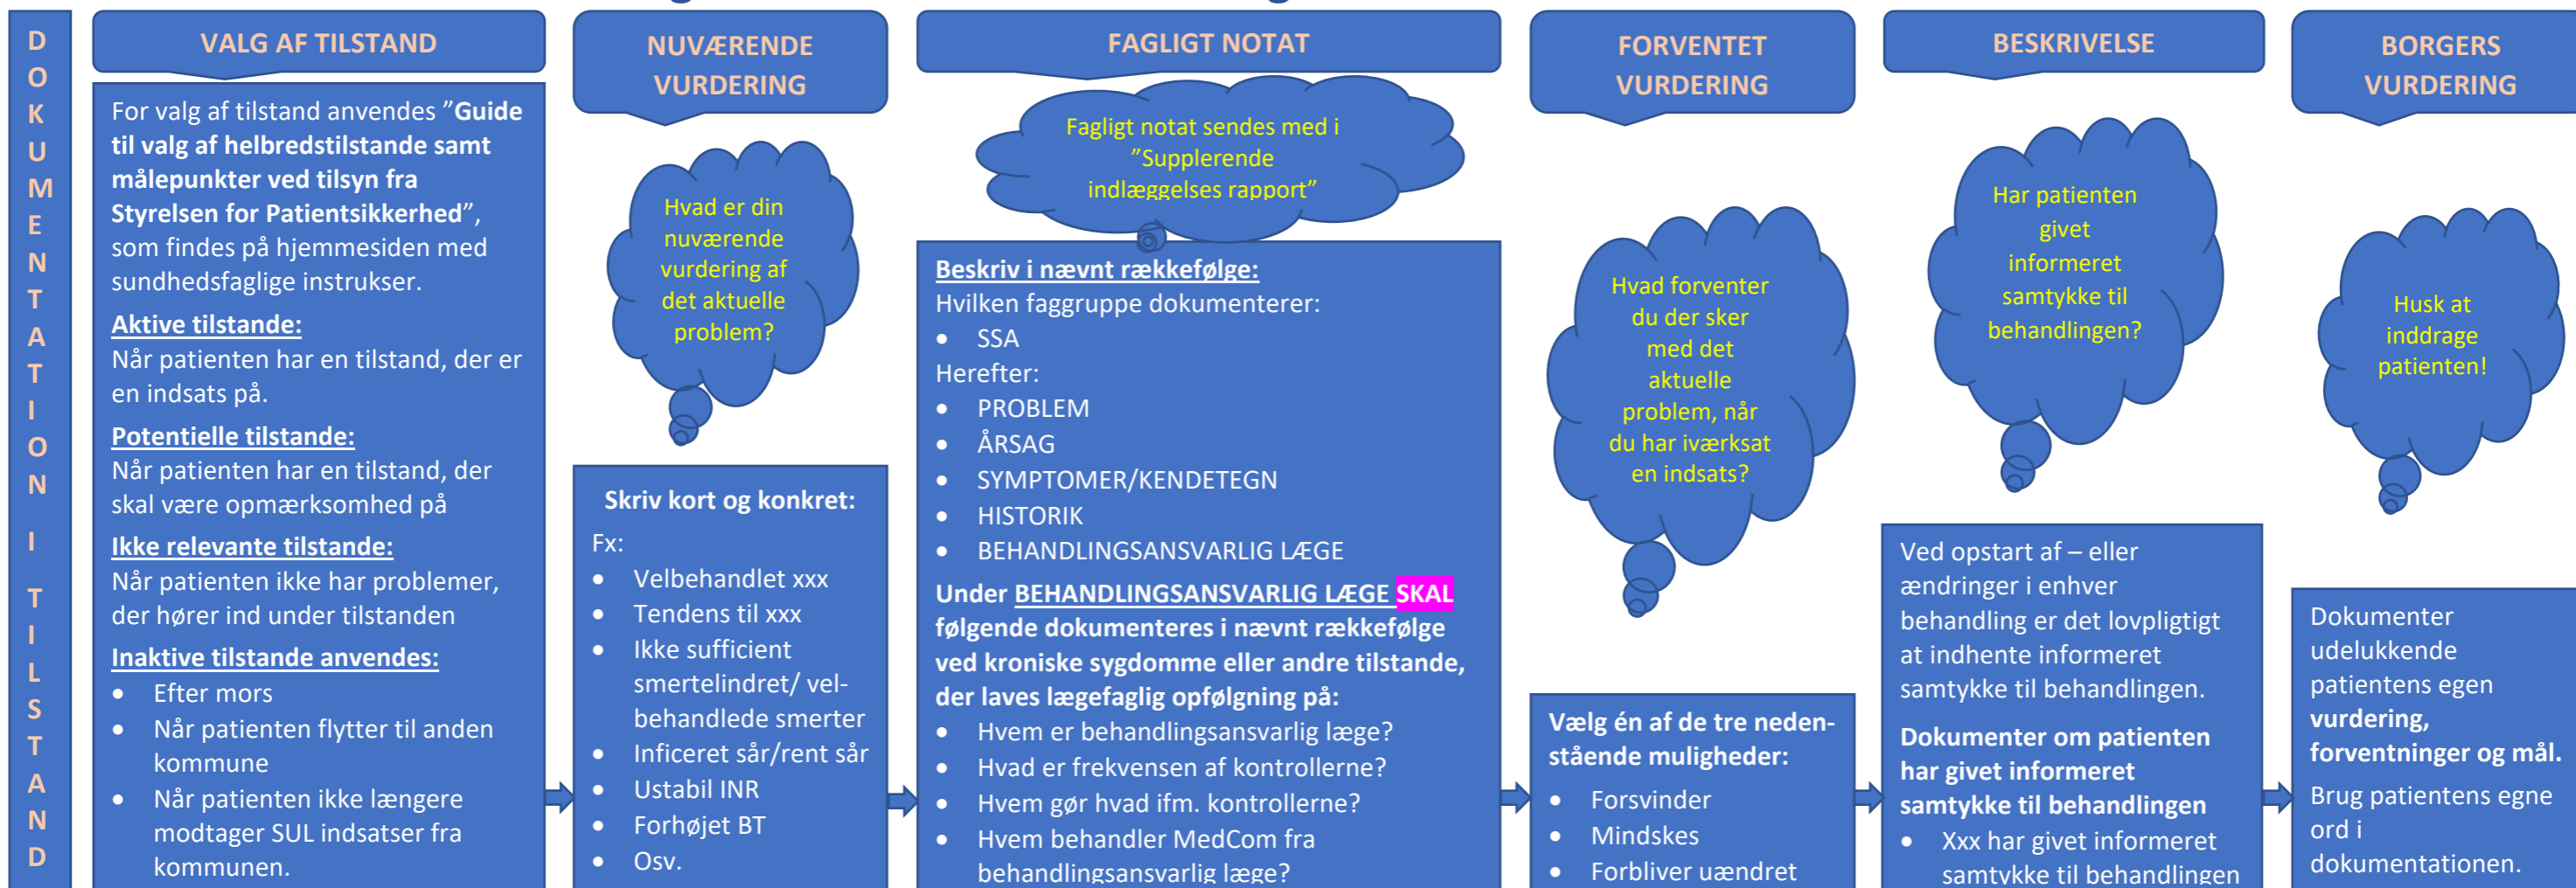 DOKUMENTATION I TILSTAND
VALG AF TILSTAND
For valg af tilstand anvendes ”Guide
til valg af helbredstilstande samt
målepunkter ved tilsyn fra
Styrelsen for Patientsikkerhed”,
som findes på hjemmesiden med
sundhedsfaglige instrukser.
Aktive tilstande:
Når patienten har en tilstand, der er
en indsats på.
Potentielle tilstande:
Når patienten har en tilstand, der
skal være opmærksomhed på
Ikke relevante tilstande:
Når patienten ikke har problemer,
der hører ind under tilstanden
Inaktive tilstande anvendes:
• Efter mors
• Når patienten flytter til anden
kommune
• Når patienten ikke længere
modtager SUL indsatser fra
kommunen.
NUVÆRENDE
VURDERING
Hvad er din
nuværende
vurdering af
det aktuelle
problem?
Skriv kort og konkret:
Fx:
• Velbehandlet xxx
• Tendens til xxx
• Ikke sufficient
smertelindret/ vel-
behandlede smerter
• Inficeret sår/rent sår
• Ustabil INR
• Forhøjet BT
• Osv.
FAGLIGT NOTAT
Fagligt notat sendes med i
”Supplerende
indlæggelses rapport”
Beskriv i nævnt rækkefølge:
Hvilken faggruppe dokumenterer:
• SSA
Herefter:
• PROBLEM
• ÅRSAG
• SYMPTOMER/KENDETEGN
• HISTORIK
• BEHANDLINGSANSVARLIG LÆGE
Under BEHANDLINGSANSVARLIG LÆGE SKAL
følgende dokumenteres i nævnt rækkefølge
ved kroniske sygdomme eller andre tilstande,
der laves lægefaglig opfølgning på:
• Hvem er behandlingsansvarlig læge?
• Hvad er frekvensen af kontrollerne?
• Hvem gør hvad ifm. kontrollerne?
• Hvem behandler MedCom fra
behandlingsansvarlig læge?
FORVENTET
VURDERING
Hvad forventer
du der sker
med det
aktuelle
problem, når
du har iværksat
en indsats?
Vælg én af de tre neden-
stående muligheder:
• Forsvinder
• Mindskes
• Forbliver uændret
BESKRIVELSE
Har patienten
givet
informeret
samtykke til
behandlingen?
Ved opstart af – eller
ændringer i enhver
behandling er det lovpligtigt
at indhente informeret
samtykke til behandlingen.
Dokumenter om patienten
har givet informeret
samtykke til behandlingen
• Xxx har givet informeret
samtykke til behandlingen
BORGERS
VURDERING
Husk at
inddrage
patienten!
Dokumenter
udelukkende
patientens egen
vurdering,
forventninger og mål.
Brug patientens egne
ord i
dokumentationen.